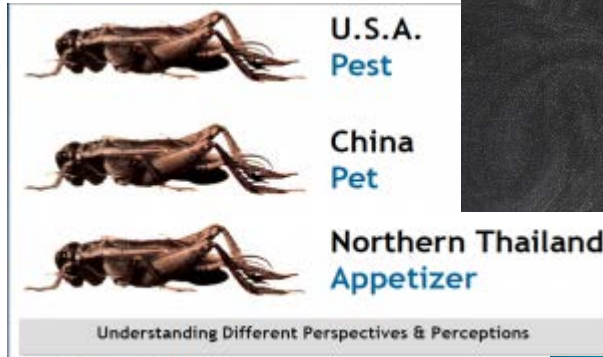 U.S.A.
Pest
China
Pet
Northern Thailand
Appetizer
Understanding Different Perspectives & Perceptions